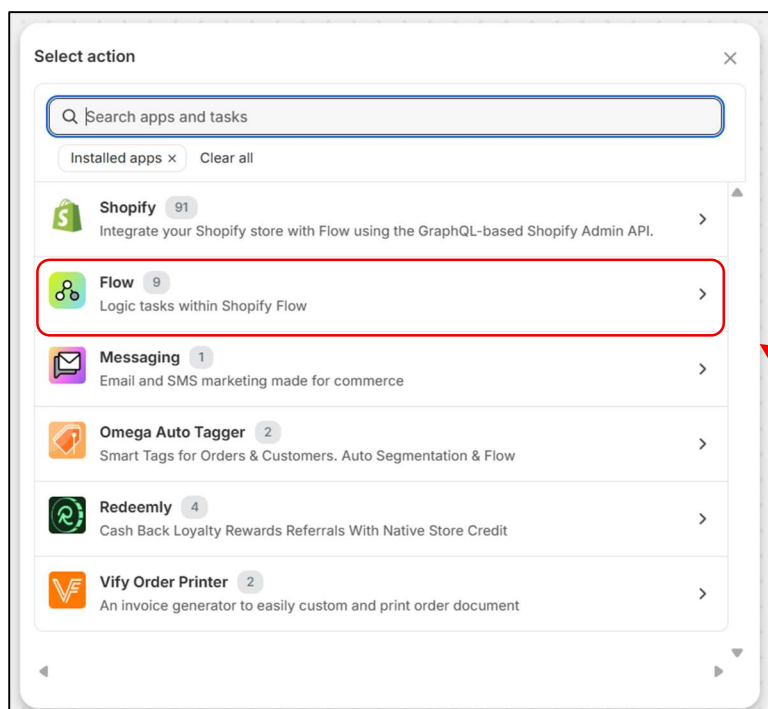 Select action
Search apps and tasks
Installed apps × Clear all
Shopify 91
Integrate your Shopify store with Flow using the GraphQL-based Shopify Admin API.
Flow 9
Logic tasks within Shopify Flow
Messaging 1
Email and SMS marketing made for commerce
Omega Auto Tagger 2
Smart Tags for Orders & Customers. Auto Segmentation & Flow
Redeemly 4
Cash Back Loyalty Rewards Referrals With Native Store Credit
Vify Order Printer 2
An invoice generator to easily custom and print order document